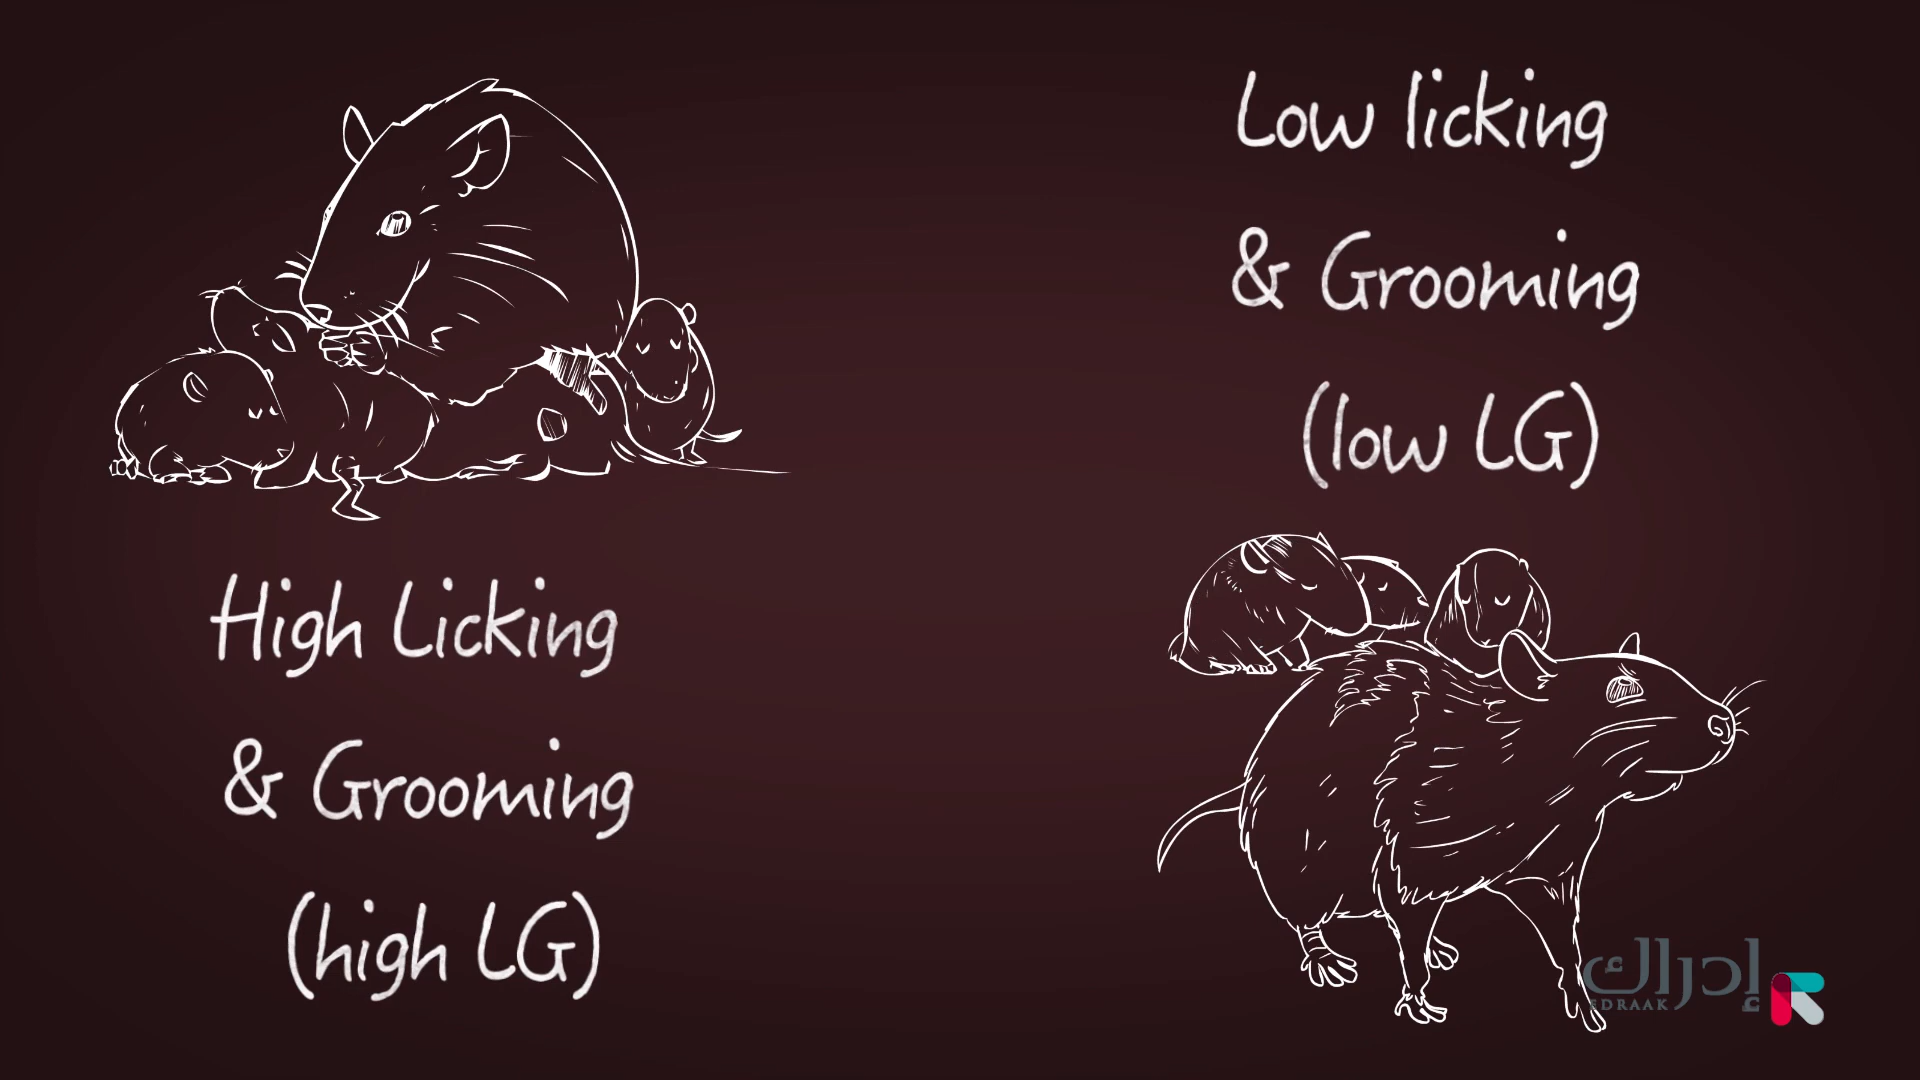 High Licking
& Grooming
(high LG)
Low licking
& Grooming
(low LG)
إدراك
EDRAAK